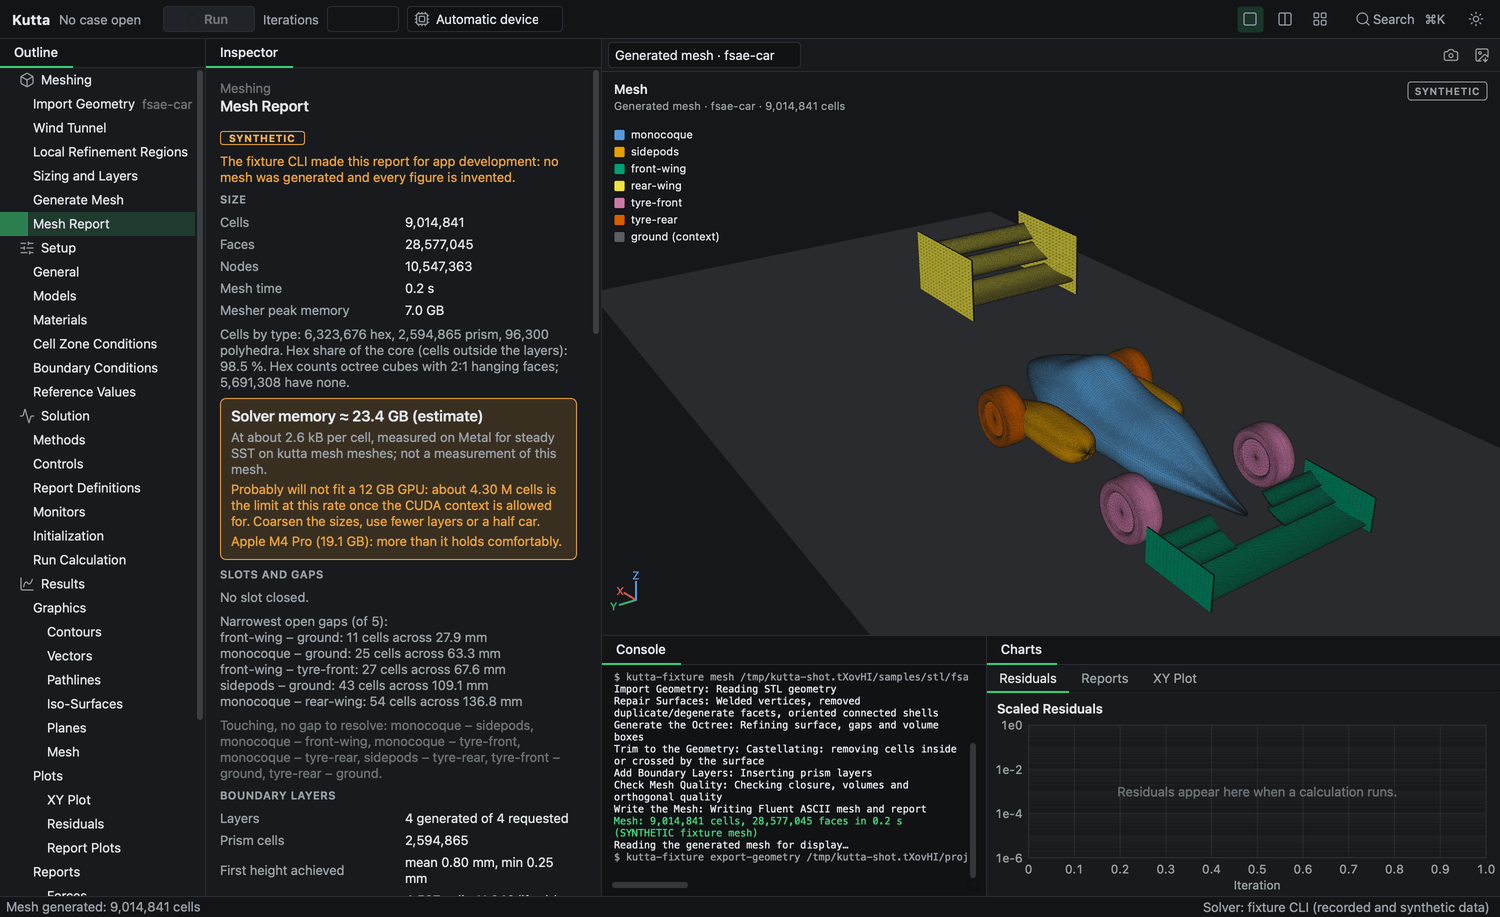 Kutta No case open Run Iterations Automatic device Search ⌘K
Outline
Meshing
Import Geometry fsae-car
Wind Tunnel
Local Refinement Regions
Sizing and Layers
Generate Mesh
Mesh Report
Setup
General
Models
Materials
Cell Zone Conditions
Boundary Conditions
Reference Values
Solution
Methods
Controls
Report Definitions
Monitors
Initialization
Run Calculation
Results
Graphics
Contours
Vectors
Pathlines
Iso-Surfaces
Planes
Mesh
Plots
XY Plot
Residuals
Report Plots
Reports
Forces
Inspector
Meshing
Mesh Report
SYNTHETIC
The fixture CLI made this report for app development: no
mesh was generated and every figure is invented.
SIZE
Cells 9,014,841
Faces 28,577,045
Nodes 10,547,363
Mesh time 0.2 s
Mesher peak memory 7.0 GB
Cells by type: 6,323,676 hex, 2,594,865 prism, 96,300
polyhedra. Hex share of the core (cells outside the layers):
98.5 %. Hex counts octree cubes with 2:1 hanging faces;
5,691,308 have none.
Solver memory ≈ 23.4 GB (estimate)
At about 2.6 kB per cell, measured on Metal for steady
SST on kutta mesh meshes; not a measurement of this
mesh.
Probably will not fit a 12 GB GPU: about 4.30 M cells is
the limit at this rate once the CUDA context is allowed
for. Coarsen the sizes, use fewer layers or a half car.
Apple M4 Pro (19.1 GB): more than it holds comfortably.
SLOTS AND GAPS
No slot closed.
Narrowest open gaps (of 5):
front-wing – ground: 11 cells across 27.9 mm
monocoque – ground: 25 cells across 63.3 mm
front-wing – tyre-front: 27 cells across 67.6 mm
sidepods – ground: 43 cells across 109.1 mm
monocoque – rear-wing: 54 cells across 136.8 mm
Touching, no gap to resolve: monocoque – sidepods,
monocoque – front-wing, monocoque – tyre-front,
monocoque – tyre-rear, sidepods – tyre-rear, tyre-front –
ground, tyre-rear – ground.
BOUNDARY LAYERS
Layers 4 generated of 4 requested
Prism cells 2,594,865
First height achieved mean 0.80 mm, min 0.25
mm
Generated mesh · fsae-car
Mesh
Generated mesh · fsae-car · 9,014,841 cells
SYNTHETIC
monocoque
sidepods
front-wing
rear-wing
tyre-front
tyre-rear
ground (context)
Z
X
Y
Console
$ kutta-fixture mesh /tmp/kutta-shot.tXovHI/samples/stl/fsa
Import Geometry: Reading STL geometry
Repair Surfaces: Welded vertices, removed
duplicate/degenerate facets, oriented connected shells
Generate the Octree: Refining surface, gaps and volume
boxes
Trim to the Geometry: Castellating: removing cells inside
or crossed by the surface
Add Boundary Layers: Inserting prism layers
Check Mesh Quality: Checking closure, volumes and
orthogonal quality
Write the Mesh: Writing Fluent ASCII mesh and report
Mesh: 9,014,841 cells, 28,577,045 faces in 0.2 s
(SYNTHETIC fixture mesh)
Reading the generated mesh for display…
$ kutta-fixture export-geometry /tmp/kutta-shot.tXovHI/proj
Charts
Residuals Reports XY Plot
Scaled Residuals
1e0
1e-2
1e-4
1e-6
Residuals appear here when a calculation runs.
0 0.1 0.2 0.3 0.4 0.5 0.6 0.7 0.8 0.9 1.0
Iteration
Mesh generated: 9,014,841 cells
Solver: fixture CLI (recorded and synthetic data)